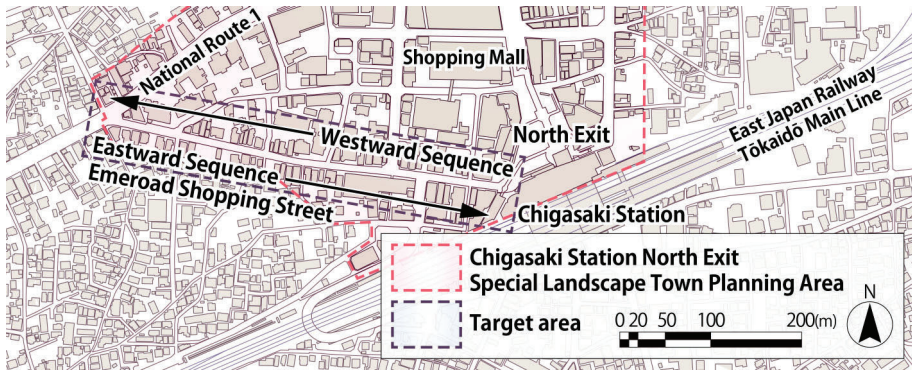 National Route 1
Shopping Mall
North Exit
East Japan Railway
Tōkaidō Main Line
Westward Sequence
Eastward Sequence
Emeroad Shopping Street
Chigasaki Station
Chigasaki Station North Exit
Special Landscape Town Planning Area
Target area
0 20 50 100 200(m)
N